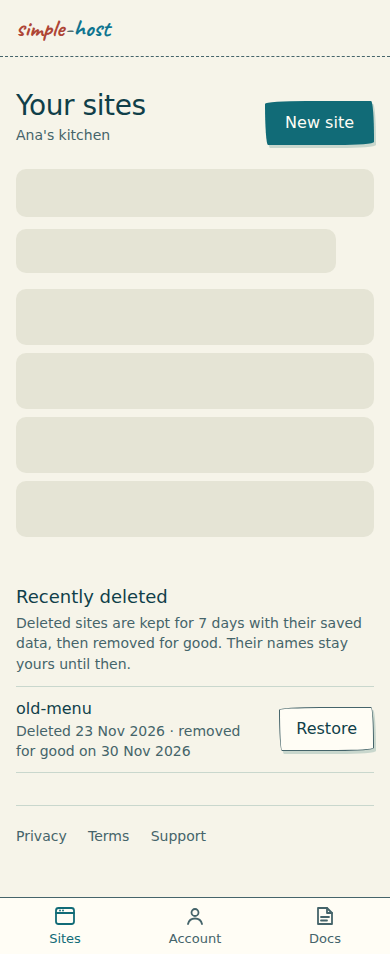 simple-host
Your sites
Ana's kitchen
New site
Recently deleted
Deleted sites are kept for 7 days with their saved
data, then removed for good. Their names stay
yours until then.
old-menu
Deleted 23 Nov 2026 · removed
for good on 30 Nov 2026
Restore
Privacy Terms Support
Sites Account Docs